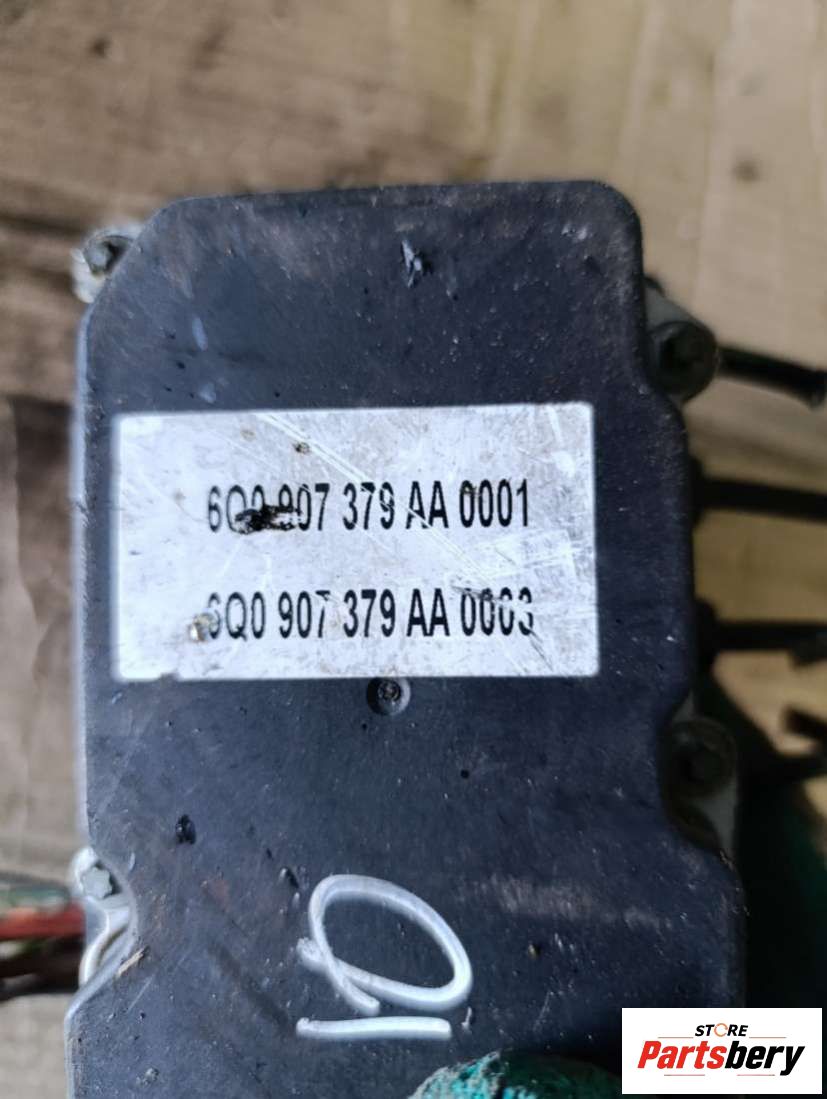 6Q0 907 379 AA 0001
6Q0 907 379 AA 0003
STORE
Partsbery